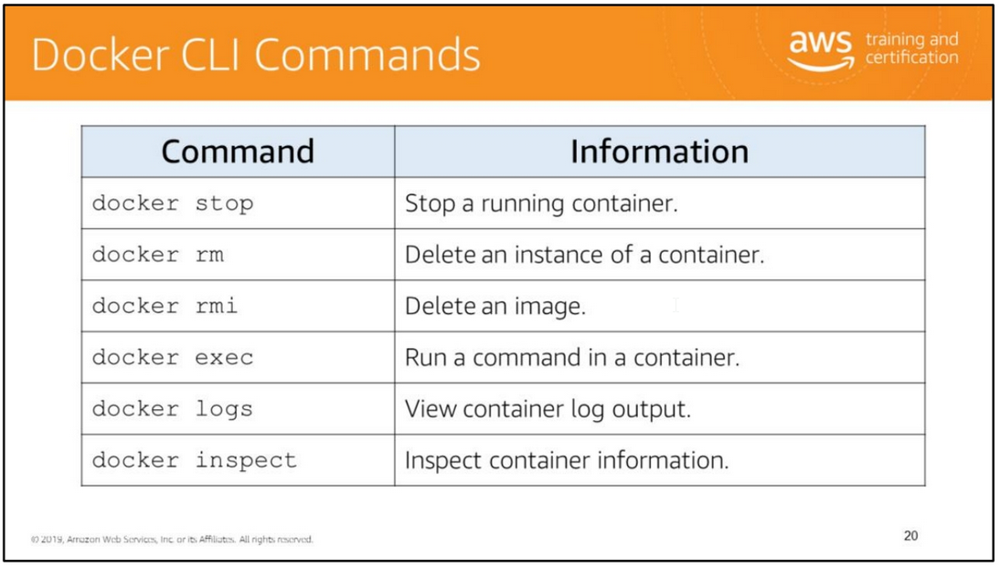 Docker CLI Commands
aws training and
certification
Command Information
docker stop Stop a running container.
docker rm Delete an instance of a container.
docker rmi Delete an image.
docker exec Run a command in a container.
docker logs View container log output.
docker inspect Inspect container information.
© 2019, Amazon Web Services, Inc. or its Affiliates. All rights reserved. 20